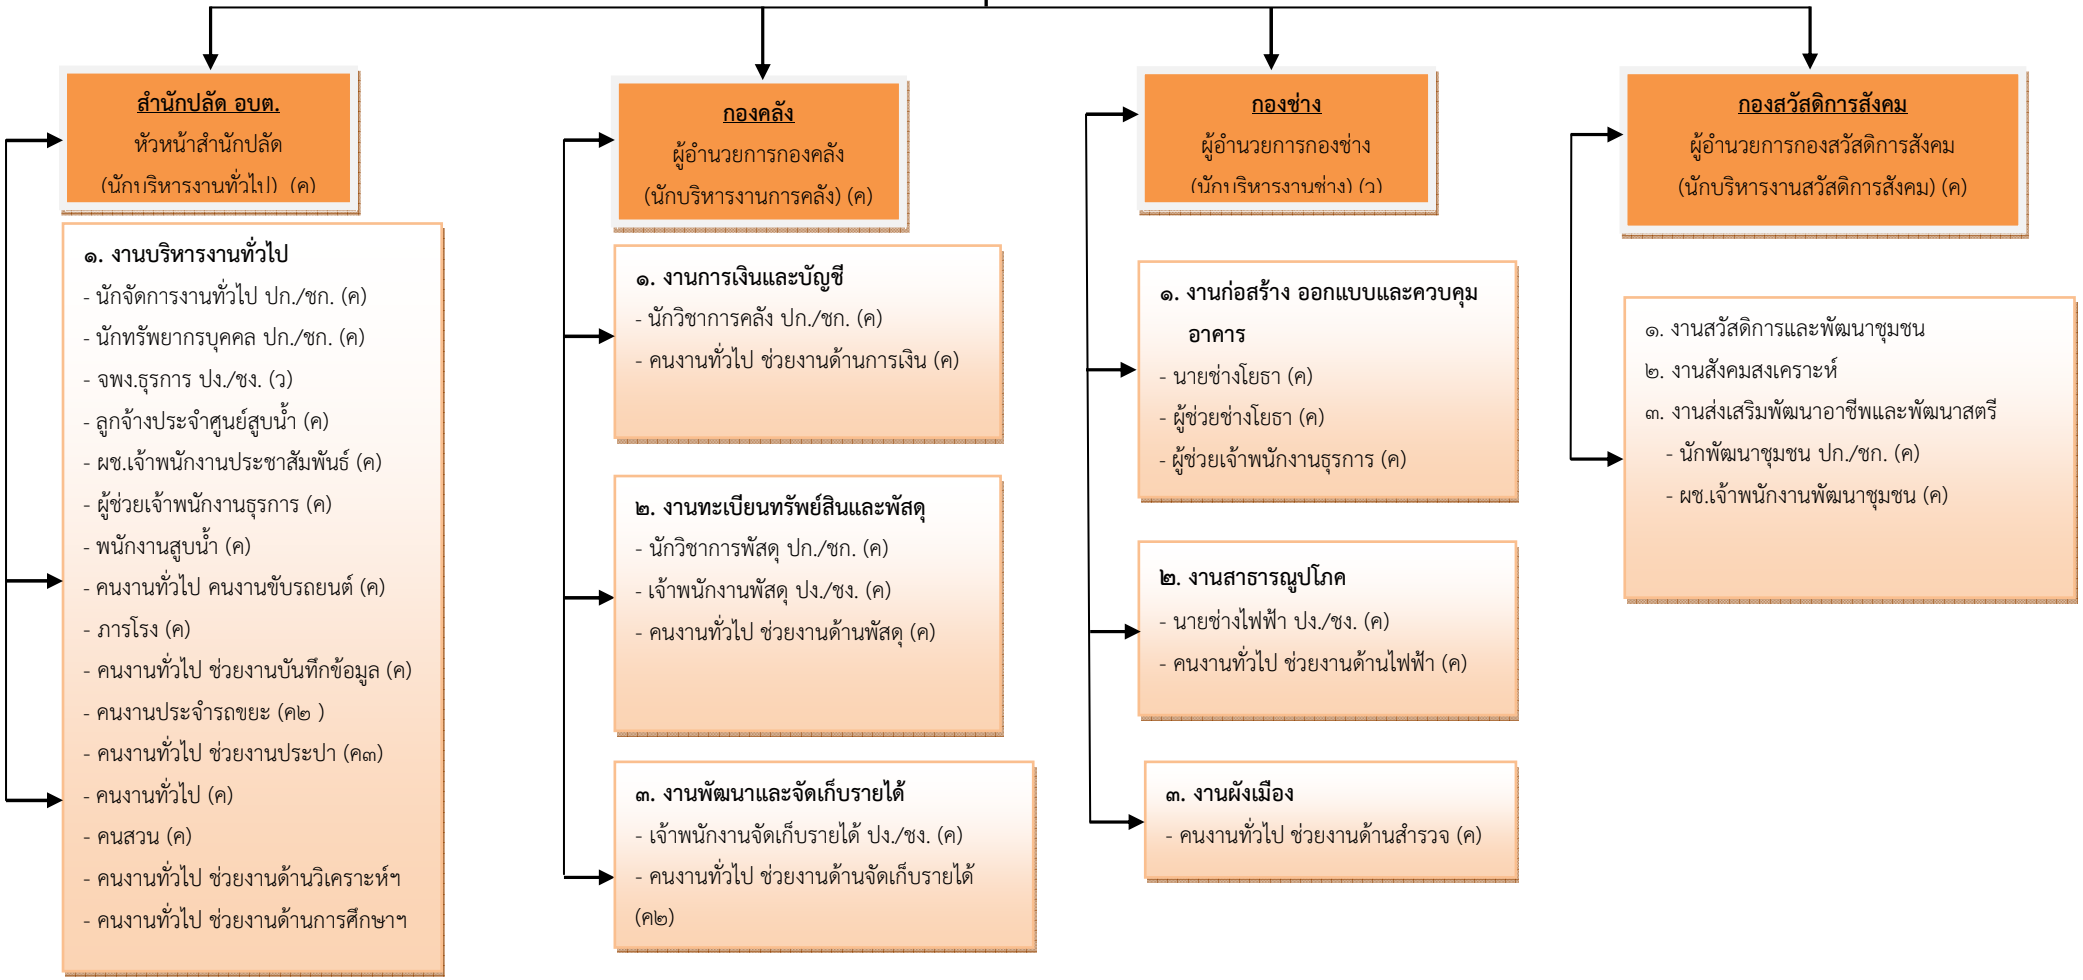 สำนักปลัด อบต.
หัวหน้าสำนักปลัด
(นักบริหารงานทั่วไป) (ค)
๑. งานบริหารงานทั่วไป
- นักจัดการงานทั่วไป ปก./ชก. (ค)
- นักทรัพยากรบุคคล ปก./ชก. (ค)
- จพง.ธุรการ ปง./ชง. (ว)
- ลูกจ้างประจำศูนย์สูบน้ำ (ค)
- ผช.เจ้าพนักงานประชาสัมพันธ์ (ค)
- ผู้ช่วยเจ้าพนักงานธุรการ (ค)
- พนักงานสูบน้ำ (ค)
- คนงานทั่วไป คนงานขับรถยนต์ (ค)
- ภารโรง (ค)
- คนงานทั่วไป ช่วยงานบันทึกข้อมูล (ค)
- คนงานประจำรถขยะ (ค๒ )
- คนงานทั่วไป ช่วยงานประปา (ค๓)
- คนงานทั่วไป (ค)
- คนสวน (ค)
- คนงานทั่วไป ช่วยงานด้านวิเคราะห์ฯ
- คนงานทั่วไป ช่วยงานด้านการศึกษาฯ
กองคลัง
ผู้อำนวยการกองคลัง
(นักบริหารงานการคลัง) (ค)
๑. งานการเงินและบัญชี
- นักวิชาการคลัง ปก./ชก. (ค)
- คนงานทั่วไป ช่วยงานด้านการเงิน (ค)
๒. งานทะเบียนทรัพย์สินและพัสดุ
- นักวิชาการพัสดุ ปก./ชก. (ค)
- เจ้าพนักงานพัสดุ ปง./ชง. (ค)
- คนงานทั่วไป ช่วยงานด้านพัสดุ (ค)
๓. งานพัฒนาและจัดเก็บรายได้
- เจ้าพนักงานจัดเก็บรายได้ ปง./ชง. (ค)
- คนงานทั่วไป ช่วยงานด้านจัดเก็บรายได้
(ค๒)
กองช่าง
ผู้อำนวยการกองช่าง
(นักบริหารงานช่าง) (ว)
๑. งานก่อสร้าง ออกแบบและควบคุม
อาคาร
- นายช่างโยธา (ค)
- ผู้ช่วยช่างโยธา (ค)
- ผู้ช่วยเจ้าพนักงานธุรการ (ค)
๒. งานสาธารณูปโภค
- นายช่างไฟฟ้า ปง./ชง. (ค)
- คนงานทั่วไป ช่วยงานด้านไฟฟ้า (ค)
๓. งานผังเมือง
- คนงานทั่วไป ช่วยงานด้านสำรวจ (ค)
กองสวัสดิการสังคม
ผู้อำนวยการกองสวัสดิการสังคม
(นักบริหารงานสวัสดิการสังคม) (ค)
๑. งานสวัสดิการและพัฒนาชุมชน
๒. งานสังคมสงเคราะห์
๓. งานส่งเสริมพัฒนาอาชีพและพัฒนาสตรี
- นักพัฒนาชุมชน ปก./ชก. (ค)
- ผช.เจ้าพนักงานพัฒนาชุมชน (ค)